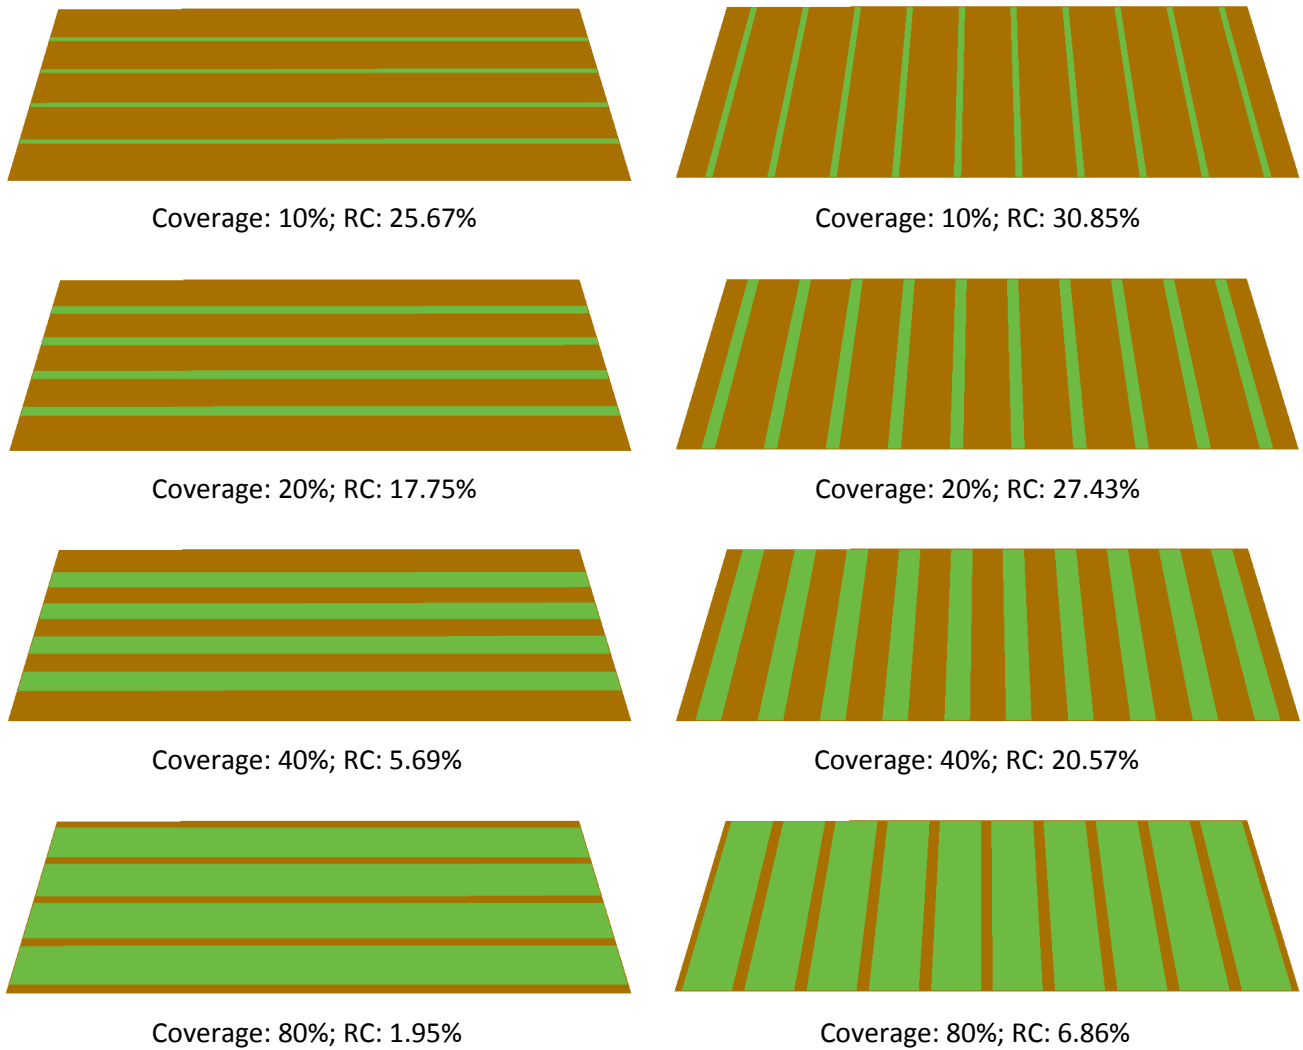 Coverage: 10%; RC: 25.67%
Coverage: 10%; RC: 30.85%
Coverage: 20%; RC: 17.75%
Coverage: 20%; RC: 27.43%
Coverage: 40%; RC: 5.69%
Coverage: 40%; RC: 20.57%
Coverage: 80%; RC: 1.95%
Coverage: 80%; RC: 6.86%